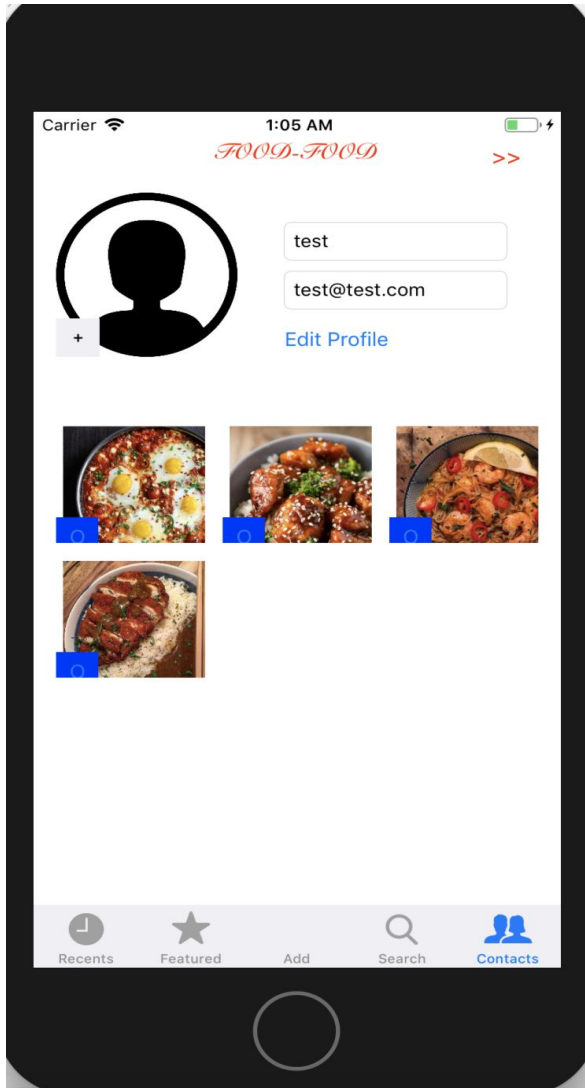 Carrier 1:05 AM
FOOD-FOOD
>>
test
test@test.com
+
Edit Profile
O O O
O
Recents Featured Add Search Contacts